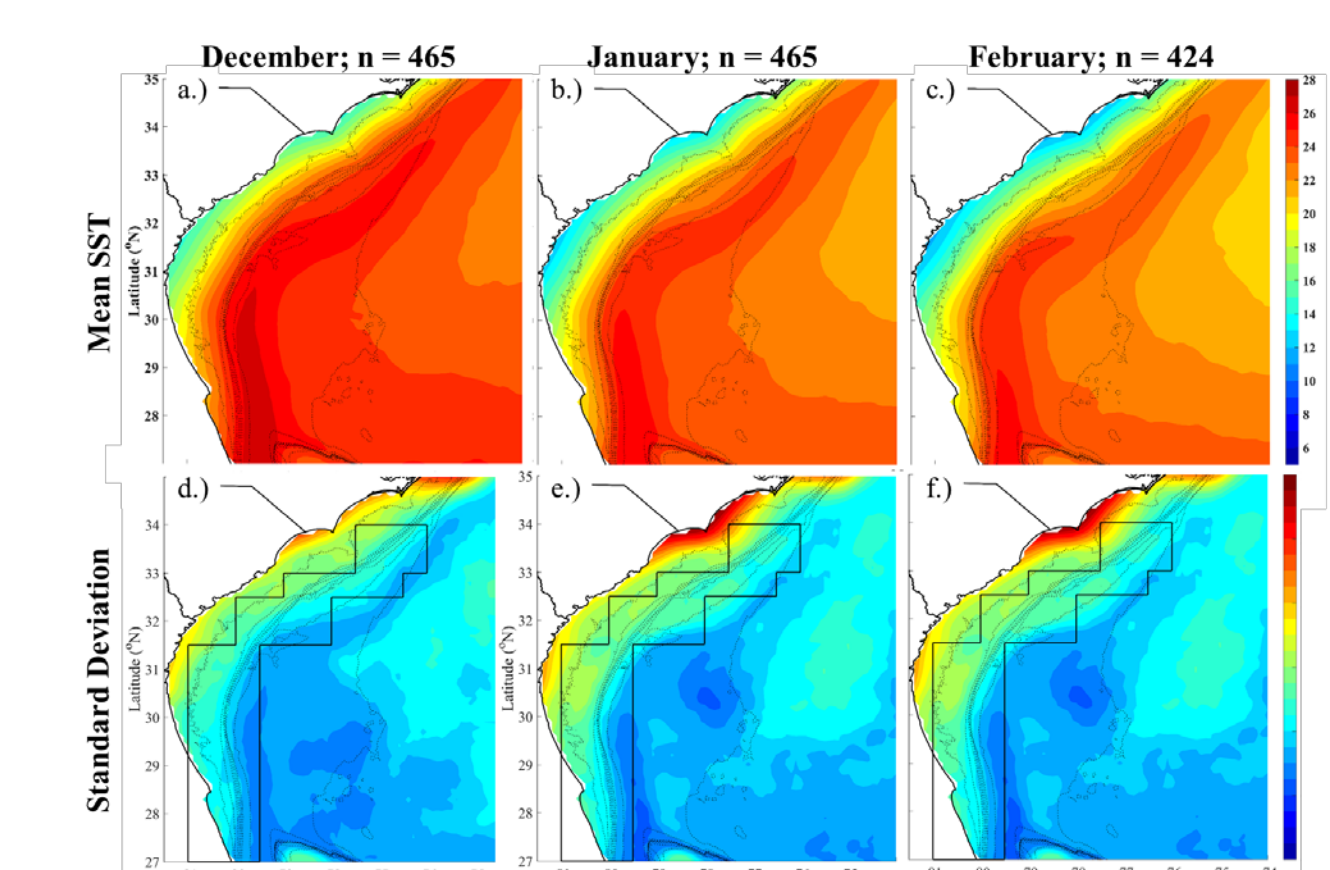 December; n = 465
January; n = 465
February; n = 424
a.)
b.)
c.)
35
34
33
32
31
30
29
28
Latitude (°N)
Mean SST
28
26
24
22
20
18
16
14
12
10
8
6
d.)
e.)
f.)
34
33
32
31
30
29
28
27
Latitude (°N)
35
34
33
32
31
30
29
28
27
Latitude (°N)
Standard Deviation